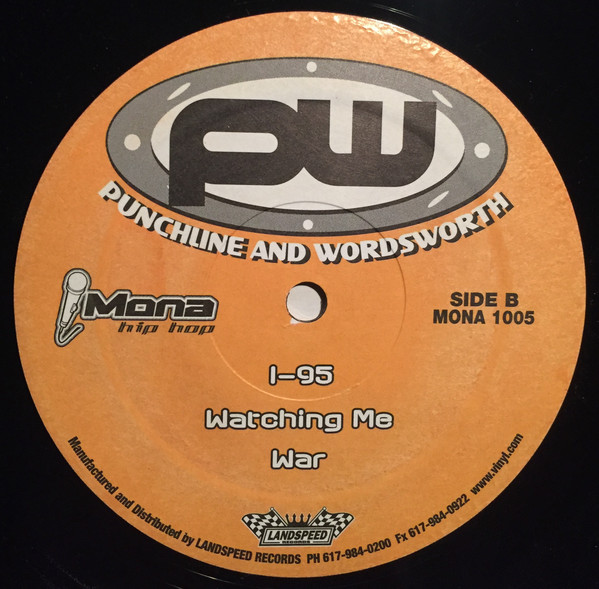 PW
PUNCHLINE AND WORDSWORTH
Mona
hip hop
SIDE B
MONA 1005
I-95
Watching Me
War
LANDSPEED
RECORDS
Manufactured and Distributed by LANDSPEED RECORDS PH 617-984-0200 Fx 617-984-0922 www.vinyl.com